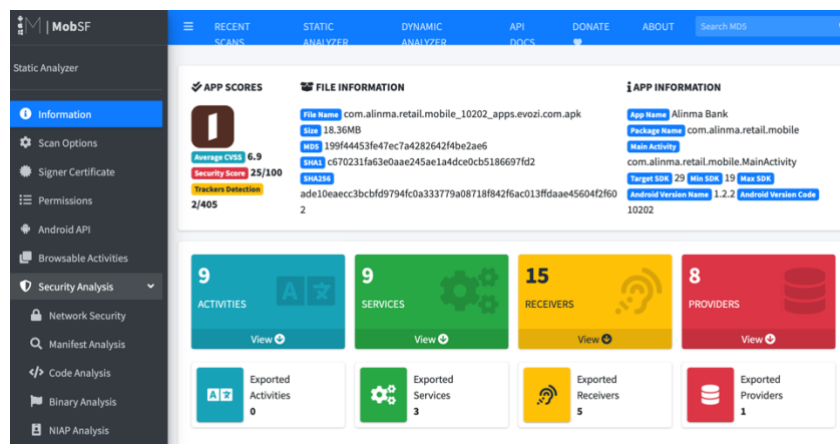 MobSF
RECENT SCANS
STATIC ANALYZER
DYNAMIC ANALYZER
API DOCS
DONATE
ABOUT
Search MD5
Static Analyzer
Information
Scan Options
Signer Certificate
Permissions
Android API
Browsable Activities
Security Analysis
Network Security
Manifest Analysis
Code Analysis
Binary Analysis
NIAP Analysis
APP SCORES
Average CVSS 6.9
Security Score 25/100
Trackers Detection
2/405
FILE INFORMATION
File Name com.alinma.retail.mobile_10202_apps.evozi.com.apk
Size 18.36MB
MD5 199f44453fe47ec7a4282642f4be2ae6
SHA1 c670231fa63e0aae245ae1a4dce0cb5186697fd2
SHA256
ade10eaecc3bcbfd9794fc0a333779a08718f842f6ac013ffdaae45604f2f60
2
APP INFORMATION
App Name Alinma Bank
Package Name com.alinma.retail.mobile
Main Activity
com.alinma.retail.mobile.MainActivity
Target SDK 29 Min SDK 19 Max SDK
Android Version Name 1.2.2 Android Version Code
10202
9
ACTIVITIES
View
9
SERVICES
View
15
RECEIVERS
View
8
PROVIDERS
View
Exported
Activities
0
Exported
Services
3
Exported
Receivers
5
Exported
Providers
1